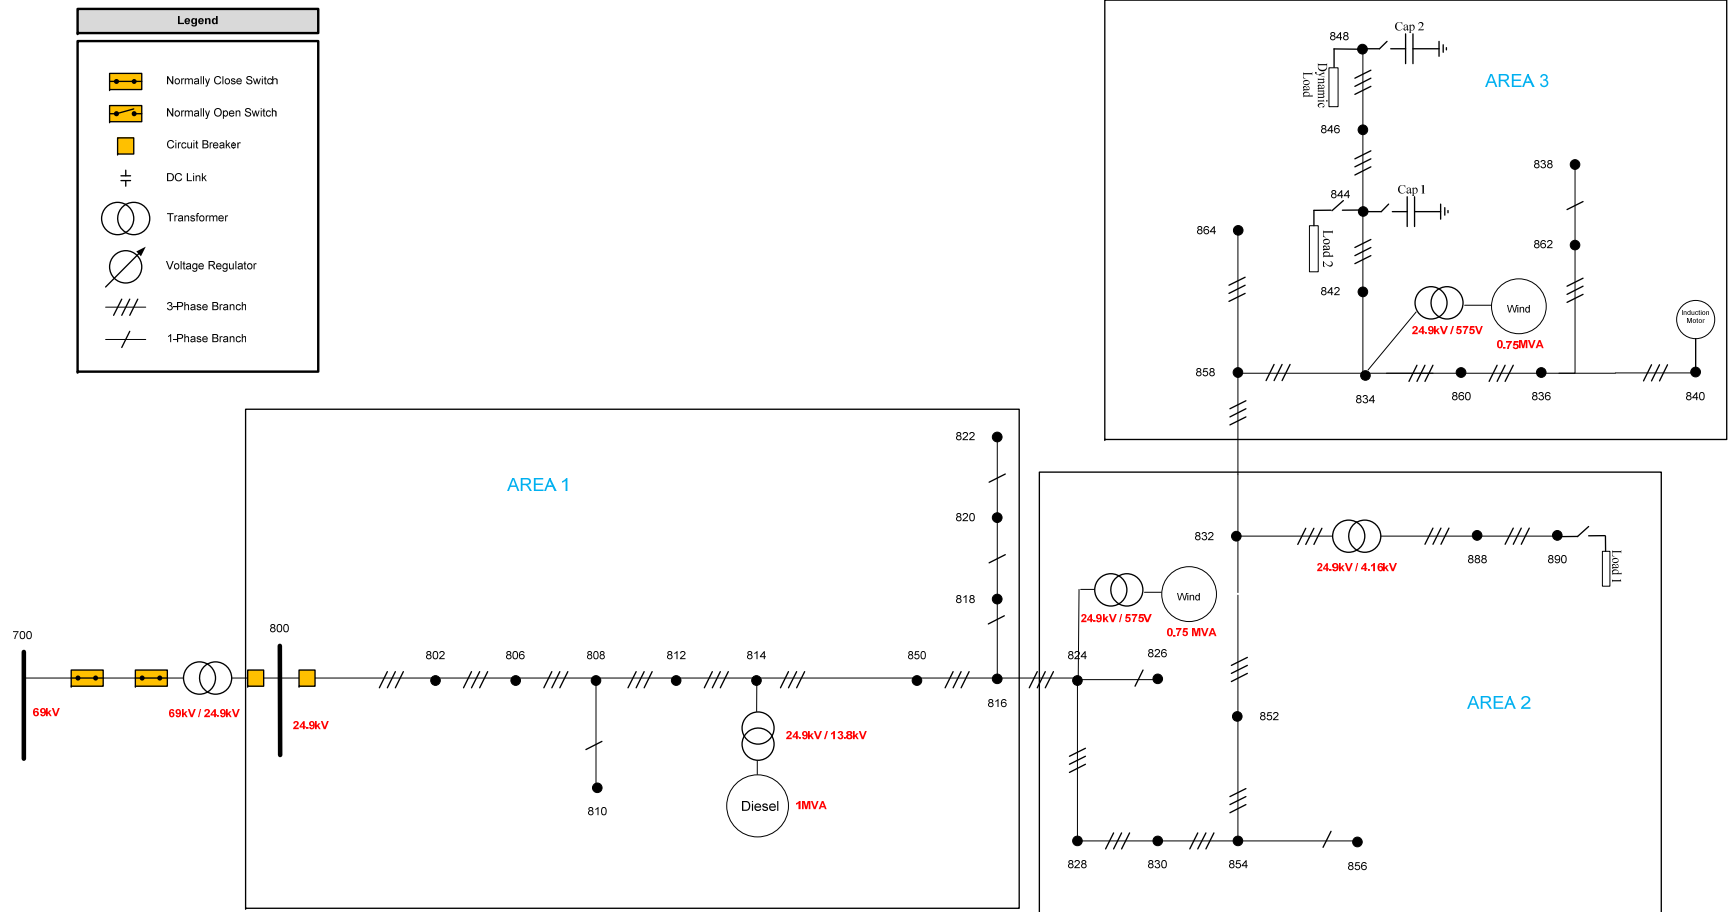 Legend
Normally Close Switch
Normally Open Switch
Circuit Breaker
DC Link
Transformer
Voltage Regulator
3-Phase Branch
1-Phase Branch
AREA 3
848
Cap 2
Dynamic
Load
846
838
844
Cap 1
864
Load 2
862
842
Wind
Induction
Motor
24.9kV / 575V
0.75MVA
858
834
860
836
840
AREA 1
822
820
818
700
800
802
806
808
812
814
850
816
69kV
69kV / 24.9kV
24.9kV
24.9kV / 13.8kV
810
Diesel
1MVA
832
24.9kV / 4.16kV
888
890
Load 1
Wind
24.9kV / 575V
0.75 MVA
824
826
852
AREA 2
828
830
854
856